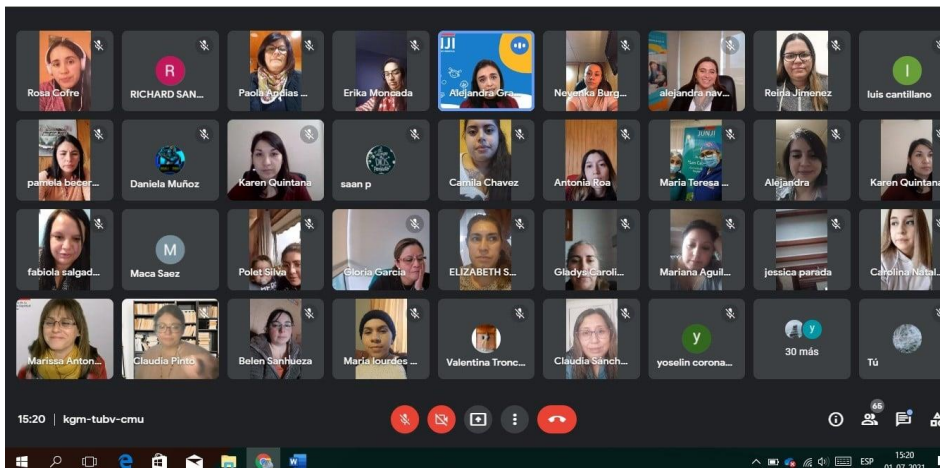 Rosa Cofre
R
RICHARD SAN...
Paola Andias ...
Erika Moncada
IJI
Alejandra Gra...
Nevenka Burg...
alejandra nav...
Reina Jimenez
l
luis cantillano
pamela becer...
Daniela Muñoz
Karen Quintana
saan p
Camila Chavez
Antonia Roa
JUNJI
María Teresa ...
Alejandra
Karen Quintana
fabiola salgad...
M
Maca Saez
Polet Silva
Gloria Garcia
ELIZABETH S...
Gladys Caroli...
Mariana Aguil...
jessica parada
Carolina Natal...
Marissa Anton...
Claudia Pinto
Belen Sanhueza
Maria lourdes ...
Valentina Tronc...
Claudia Sanch...
y
yoselin corona...
y
30 más
Tú
15:20 | kgm-tubv-cmu
65
ESP
15:20
01-07-2021